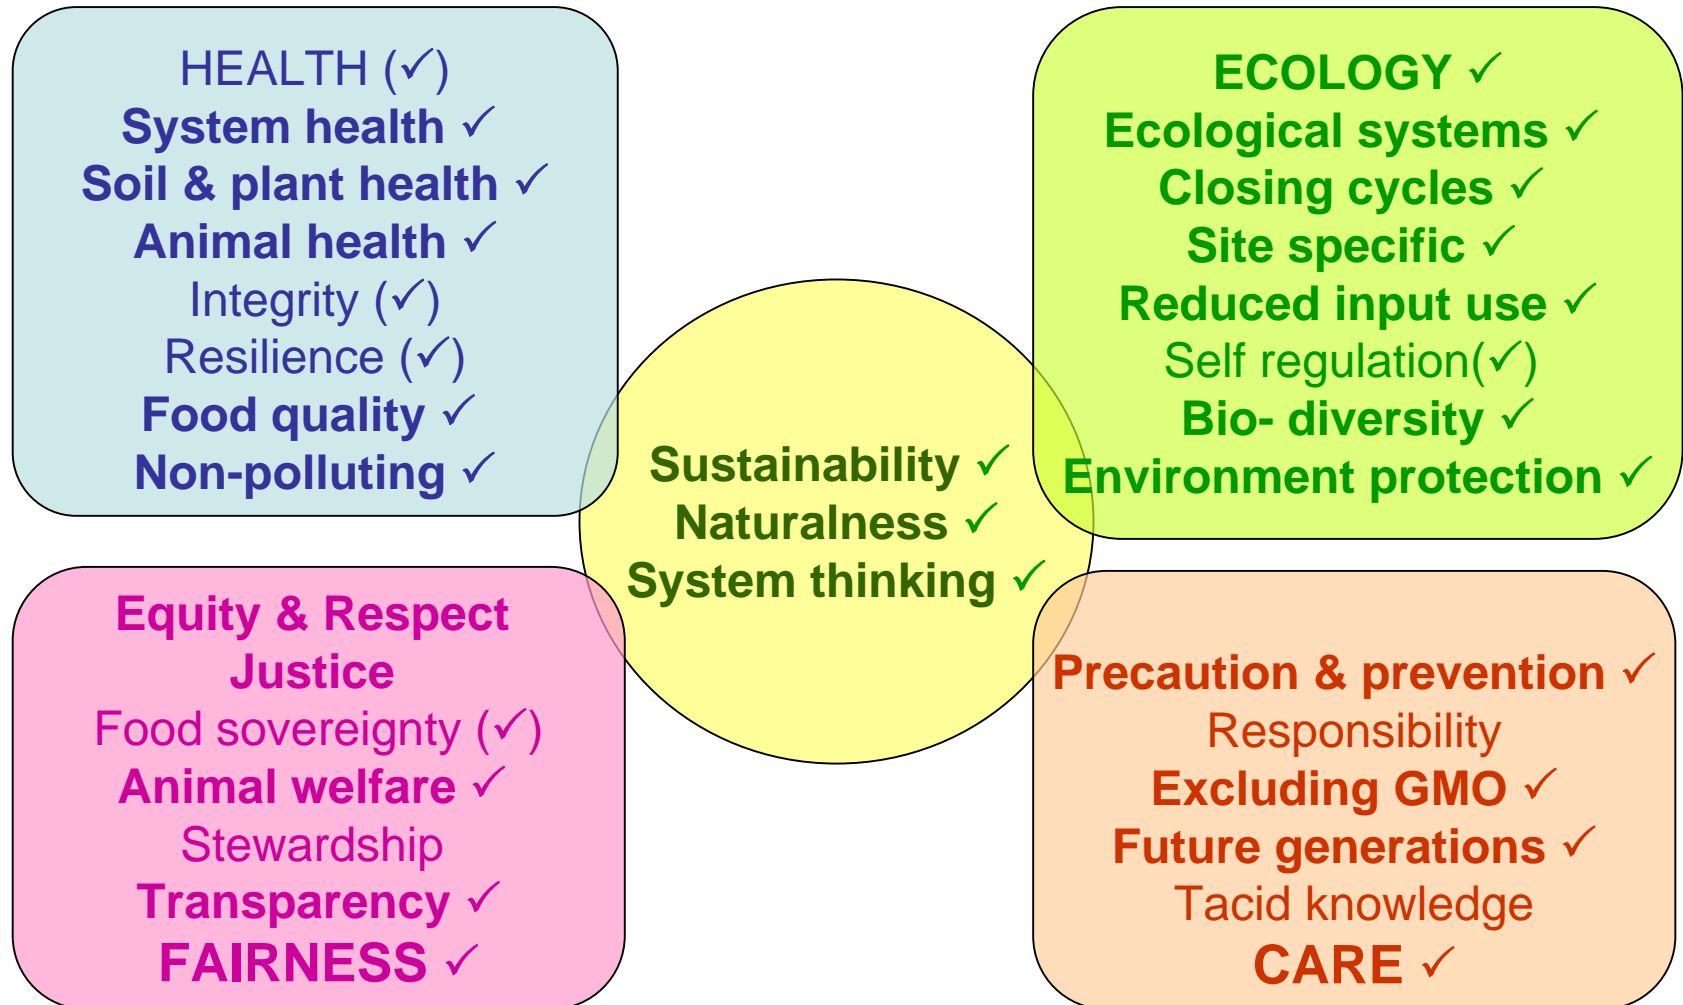 HEALTH (✓)
System health ✓
Soil & plant health ✓
Animal health ✓
Integrity (✓)
Resilience (✓)
Food quality ✓
Non-polluting ✓
ECOLOGY ✓
Ecological systems ✓
Closing cycles ✓
Site specific ✓
Reduced input use ✓
Self regulation(✓)
Bio- diversity ✓
Environment protection ✓
Sustainability ✓
Naturalness ✓
System thinking ✓
Equity & Respect
Justice
Food sovereignty (✓)
Animal welfare ✓
Stewardship
Transparency ✓
FAIRNESS ✓
Precaution & prevention ✓
Responsibility
Excluding GMO ✓
Future generations ✓
Tacid knowledge
CARE ✓